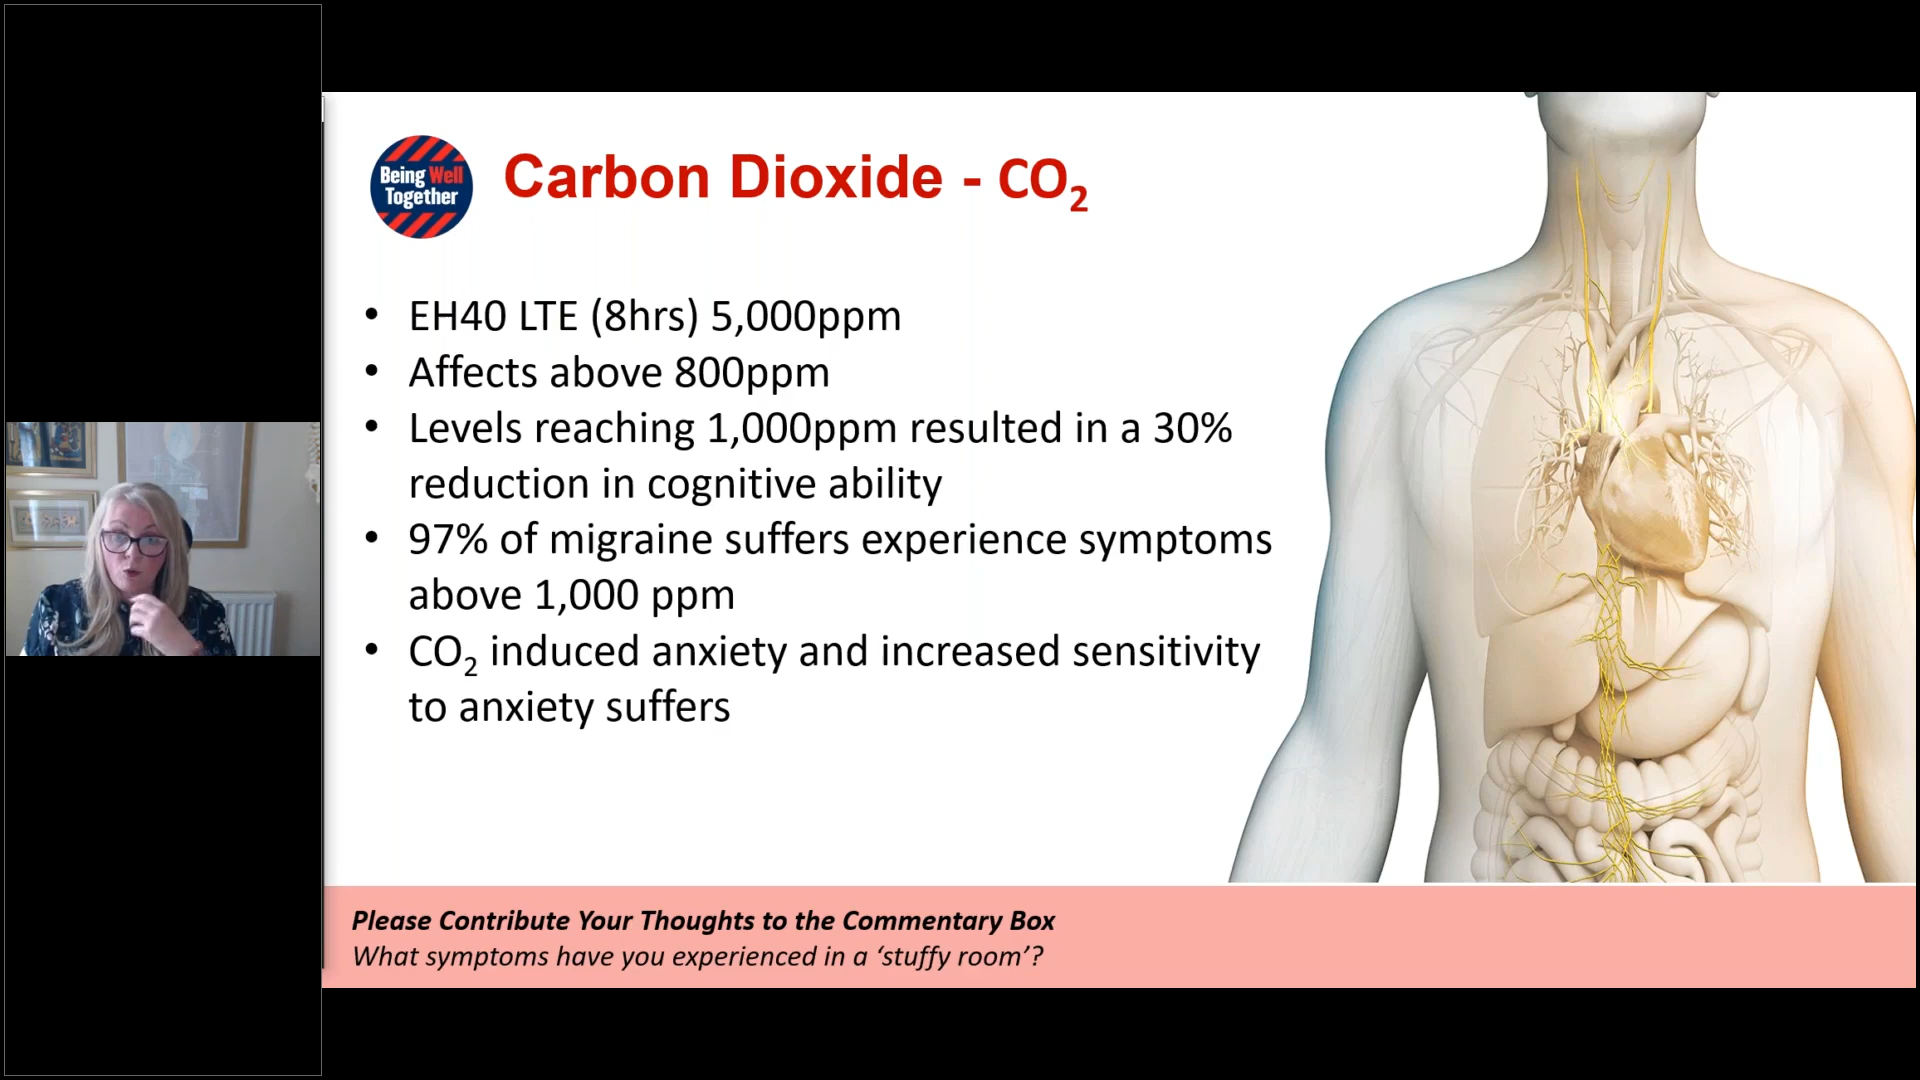 Being Well
Together
Carbon Dioxide - CO₂
• EH40 LTE (8hrs) 5,000ppm
• Affects above 800ppm
• Levels reaching 1,000ppm resulted in a 30%
reduction in cognitive ability
• 97% of migraine suffers experience symptoms
above 1,000 ppm
• CO₂ induced anxiety and increased sensitivity
to anxiety suffers
Please Contribute Your Thoughts to the Commentary Box
What symptoms have you experienced in a ‘stuffy room’?